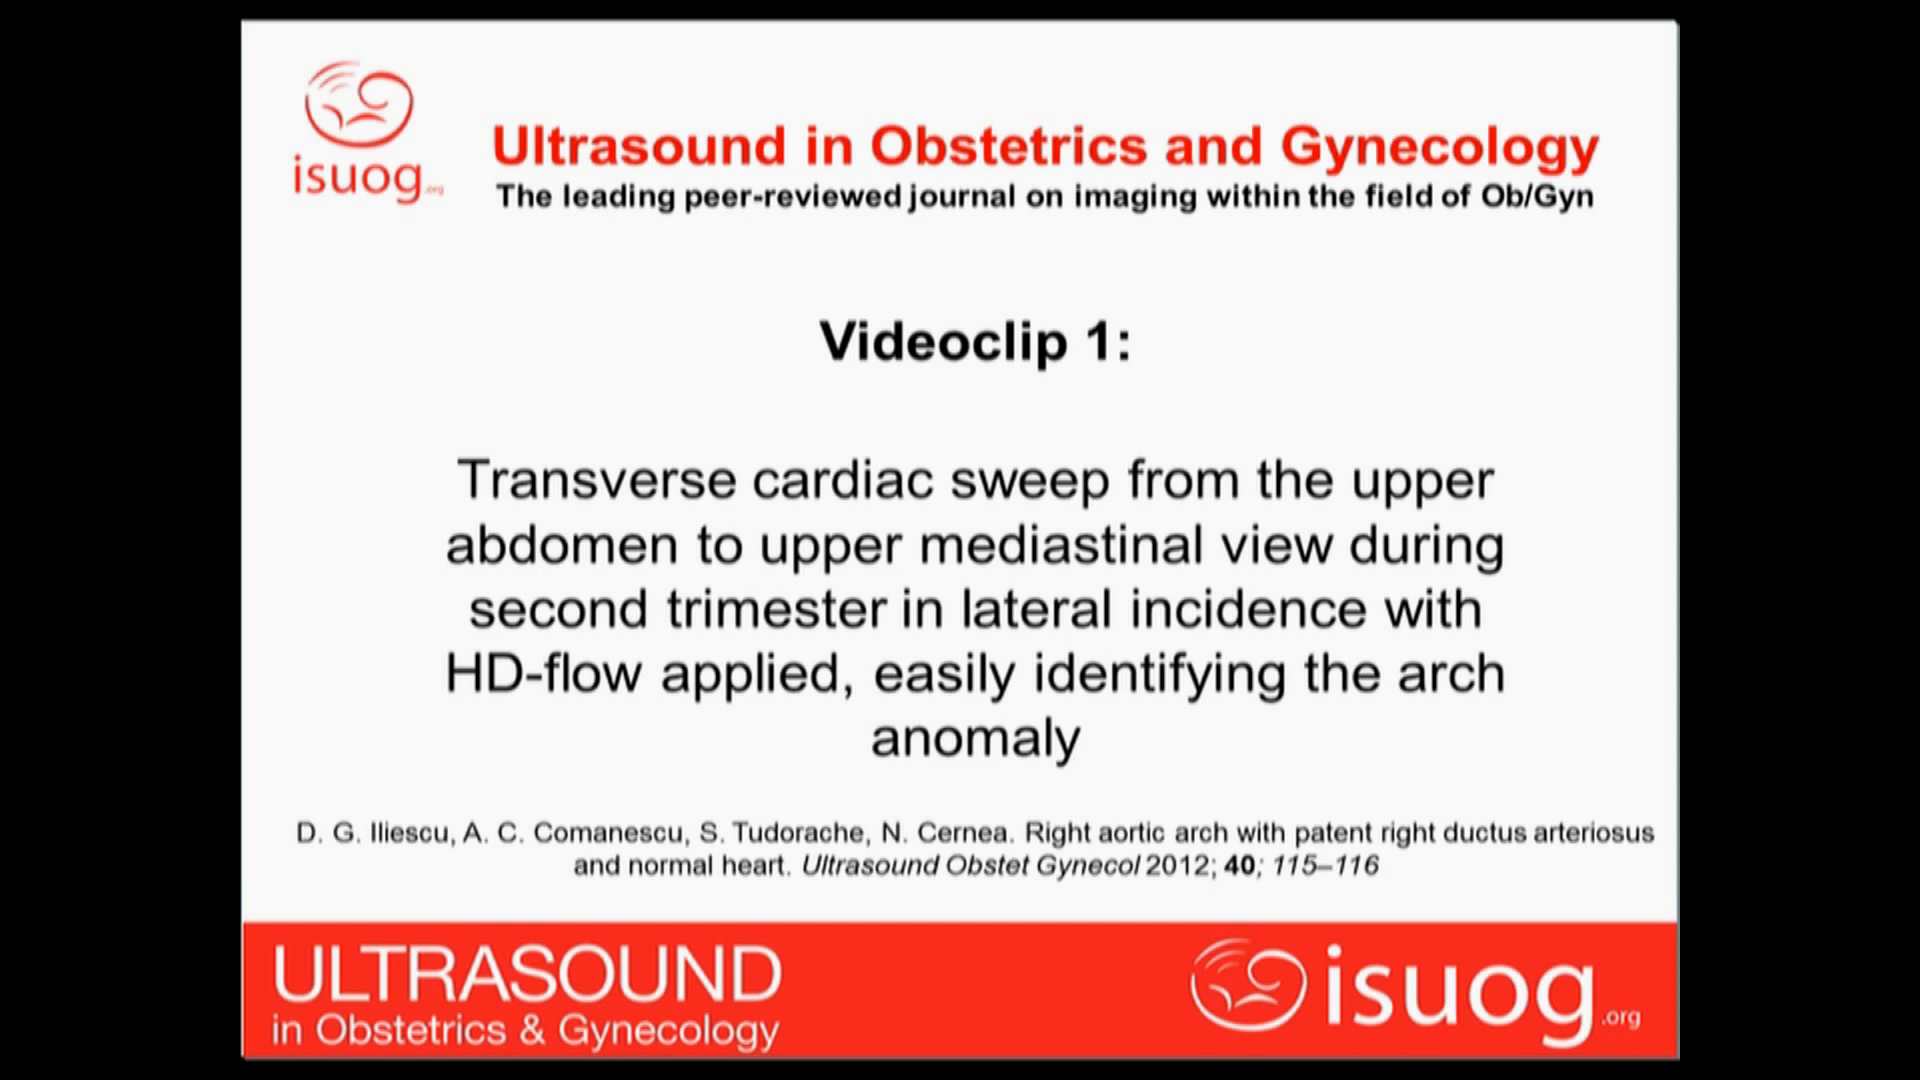 isuog.org
Ultrasound in Obstetrics and Gynecology
The leading peer-reviewed journal on imaging within the field of Ob/Gyn
Videoclip 1:
Transverse cardiac sweep from the upper
abdomen to upper mediastinal view during
second trimester in lateral incidence with
HD-flow applied, easily identifying the arch
anomaly
D. G. Iliescu, A. C. Comanescu, S. Tudorache, N. Cernea. Right aortic arch with patent right ductus arteriosus
and normal heart. Ultrasound Obstet Gynecol 2012; 40; 115–116
ULTRASOUND
in Obstetrics & Gynecology
isuog.org